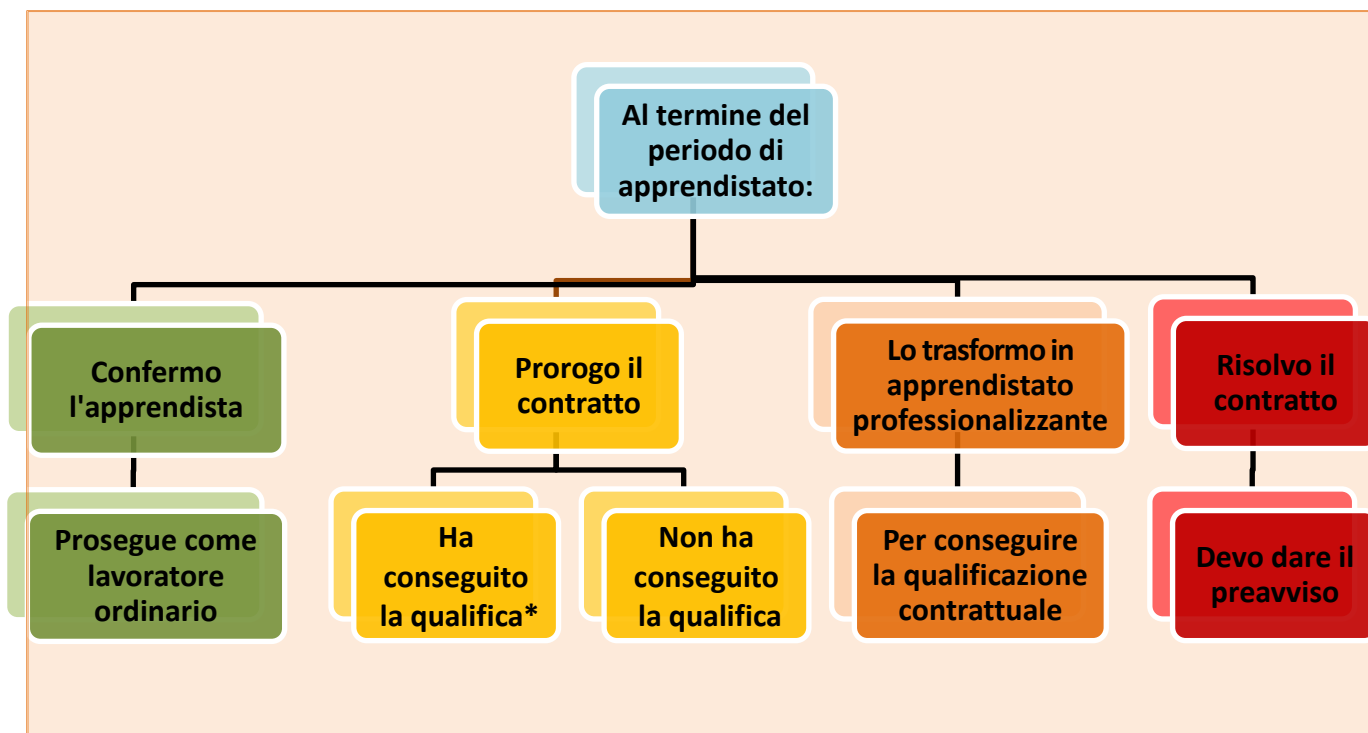 Al termine del
periodo di
apprendistato:
Confermo
l'apprendista
Prorogo il
contratto
Lo trasformo in
apprendistato
professionalizzante
Risolvo il
contratto
Prosegue come
lavoratore
ordinario
Ha
conseguito
la qualifica*
Non ha
conseguito
la qualifica
Per conseguire
la qualificazione
contrattuale
Devo dare il
preavviso